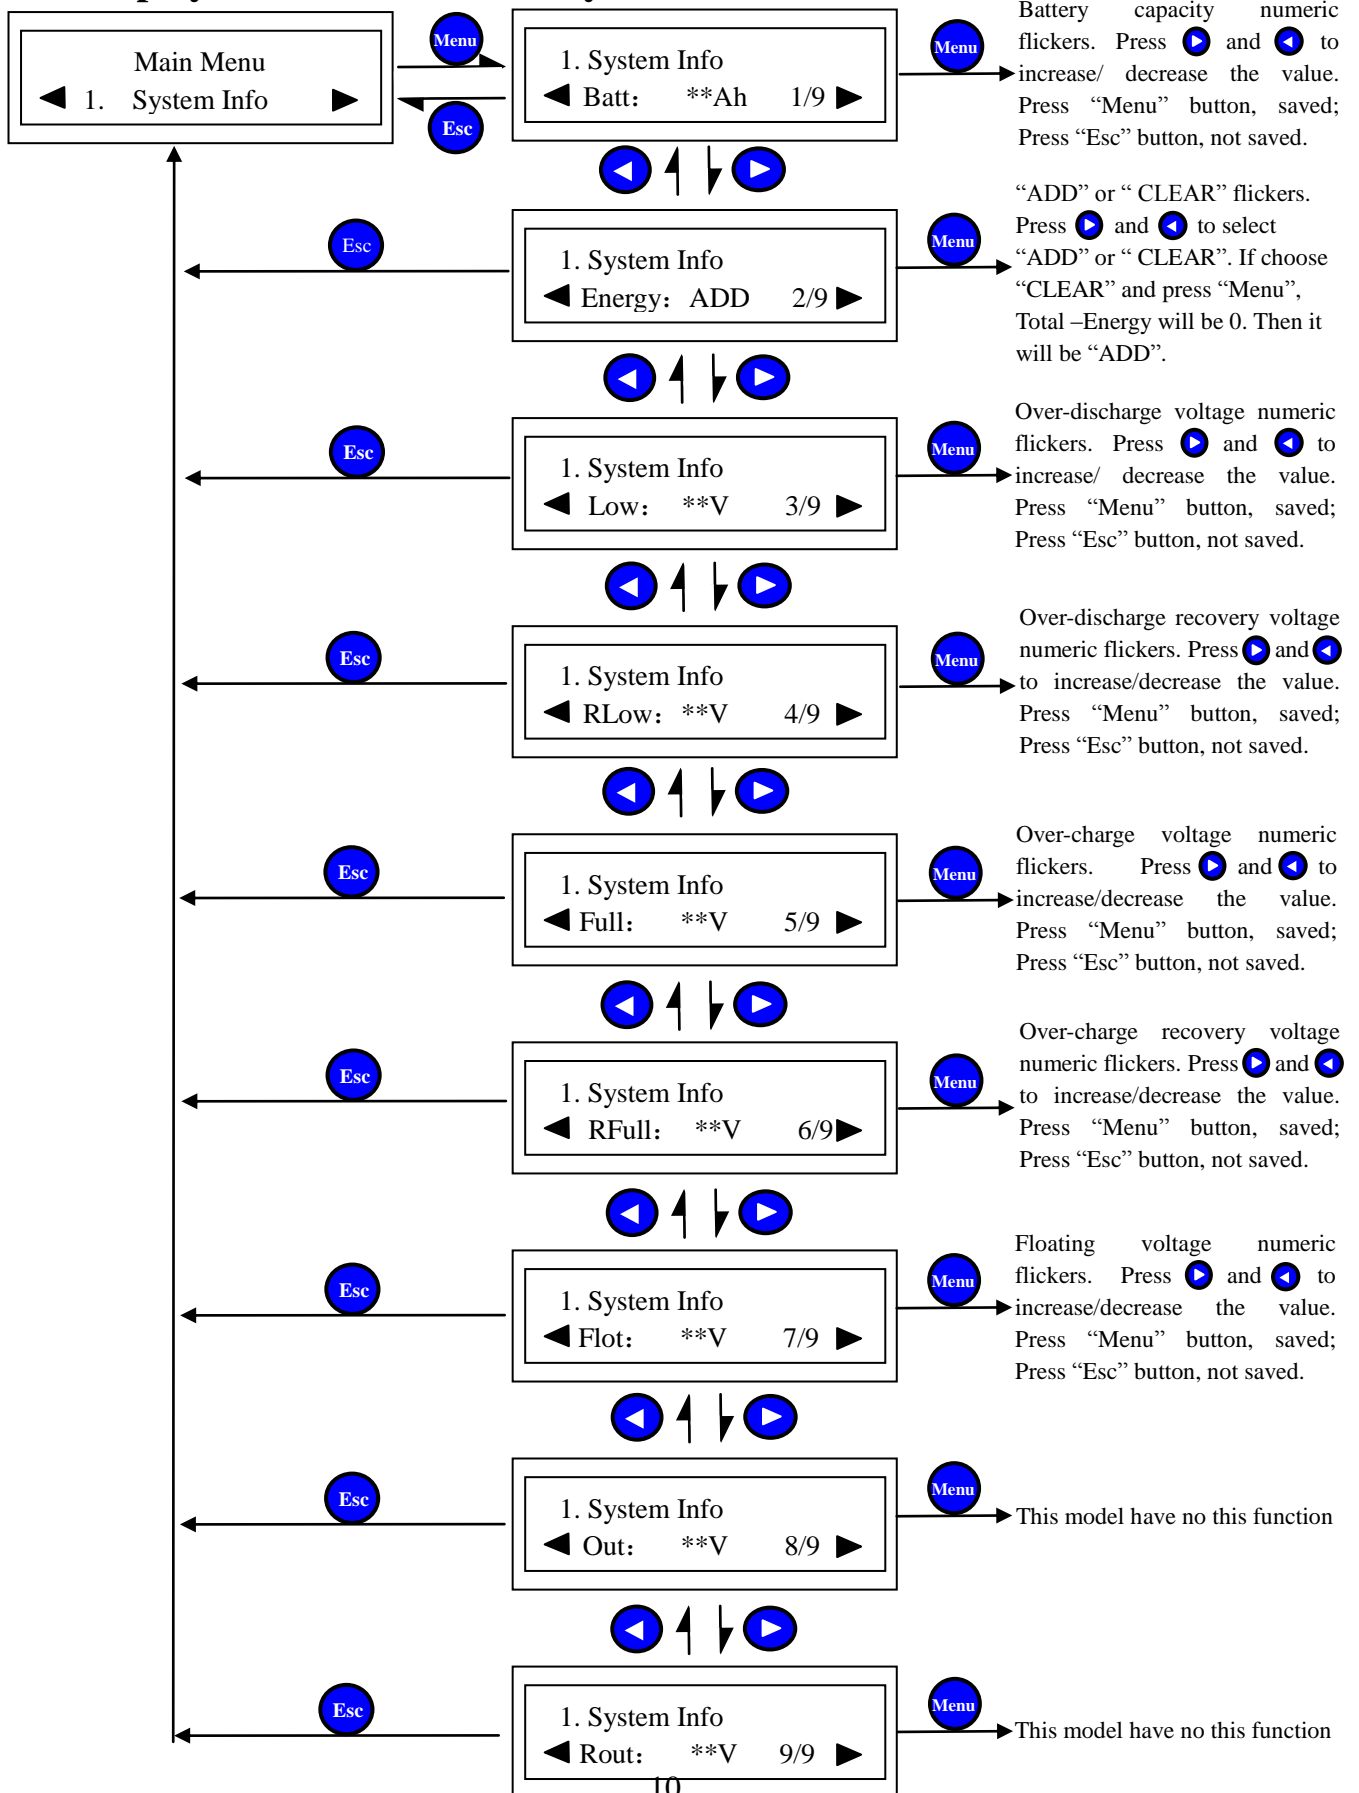 Main Menu
1. System Info
Menu
Esc
1. System Info
Batt： **Ah 1/9
Menu
Battery capacity numeric
flickers. Press and to
increase/ decrease the value.
Press “Menu” button, saved;
Press “Esc” button, not saved.
Esc
1. System Info
Energy：ADD 2/9
Menu
“ADD” or “ CLEAR” flickers.
Press and to select
“ADD” or “ CLEAR”. If choose
“CLEAR” and press “Menu”,
Total –Energy will be 0. Then it
will be “ADD”.
Esc
1. System Info
Low： **V 3/9
Menu
Over-discharge voltage numeric
flickers. Press and to
increase/ decrease the value.
Press “Menu” button, saved;
Press “Esc” button, not saved.
Esc
1. System Info
RLow：**V 4/9
Menu
Over-discharge recovery voltage
numeric flickers. Press and
to increase/decrease the value.
Press “Menu” button, saved;
Press “Esc” button, not saved.
Esc
1. System Info
Full： **V 5/9
Menu
Over-charge voltage numeric
flickers. Press and to
increase/decrease the value.
Press “Menu” button, saved;
Press “Esc” button, not saved.
Esc
1. System Info
RFull： **V 6/9
Menu
Over-charge recovery voltage
numeric flickers. Press and
to increase/decrease the value.
Press “Menu” button, saved;
Press “Esc” button, not saved.
Esc
1. System Info
Flot： **V 7/9
Menu
Floating voltage numeric
flickers. Press and to
increase/decrease the value.
Press “Menu” button, saved;
Press “Esc” button, not saved.
Esc
1. System Info
Out： **V 8/9
Menu
This model have no this function
Esc
1. System Info
Rout： **V 9/9
Menu
This model have no this function
10